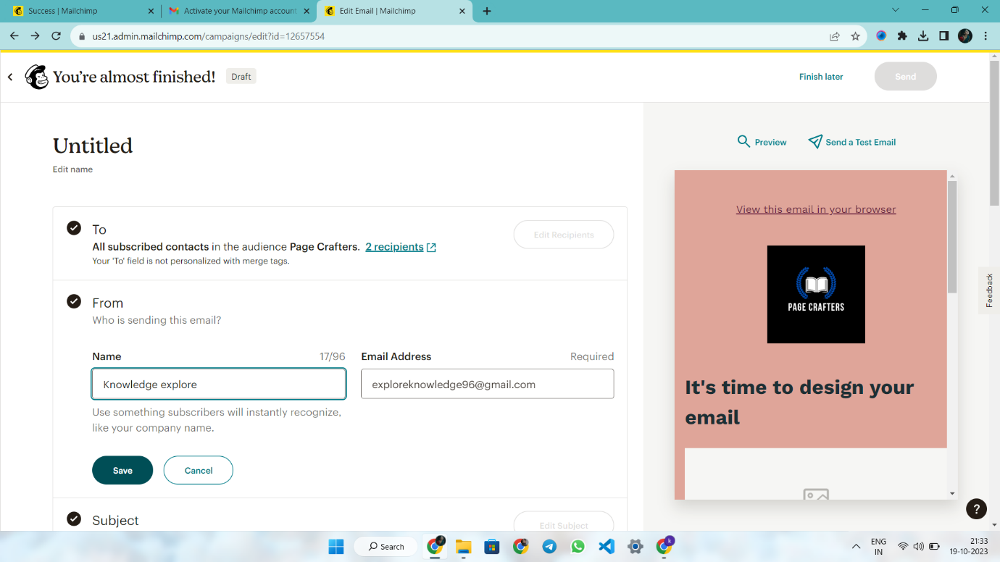 Success | Mailchimp
Activate your Mailchimp account
Edit Email | Mailchimp
us21.admin.mailchimp.com/campaigns/edit?id=12657554
You're almost finished!
Draft
Finish later
Send
Untitled
Edit name
Preview
Send a Test Email
To
All subscribed contacts in the audience Page Crafters. 2 recipients
Your 'To' field is not personalized with merge tags.
Edit Recipients
From
Who is sending this email?
Name
17/96
Email Address
Required
Knowledge explore
exploreknowledge96@gmail.com
Use something subscribers will instantly recognize,
like your company name.
Save
Cancel
Subject
Edit Subject
View this email in your browser
PAGE CRAFTERS
It's time to design your
email
Feedback
?
Search
k
ENG
IN
21:33
19-10-2023